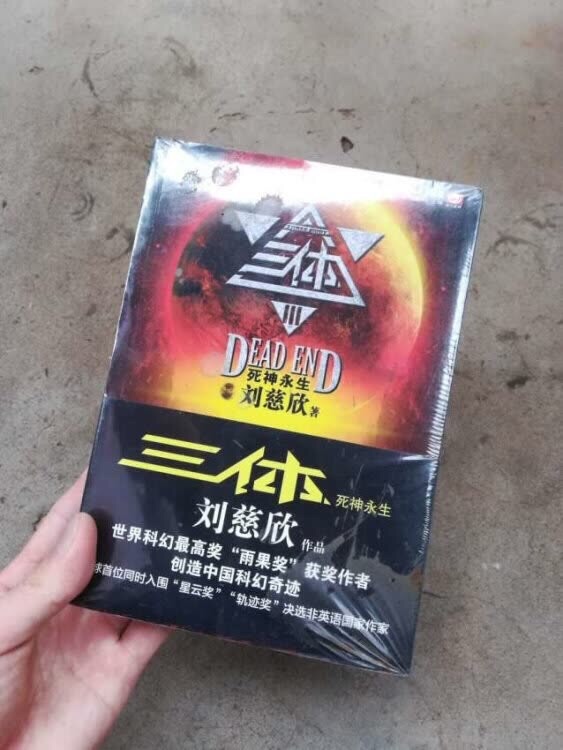 三体
III
DEAD END
死神永生
刘慈欣著
三体 死神永生
刘慈欣 作品
世界科幻最高奖“雨果奖”获奖作者
创造中国科幻奇迹
球首位同时入围“星云奖”“轨迹奖”决选非英语国家作家